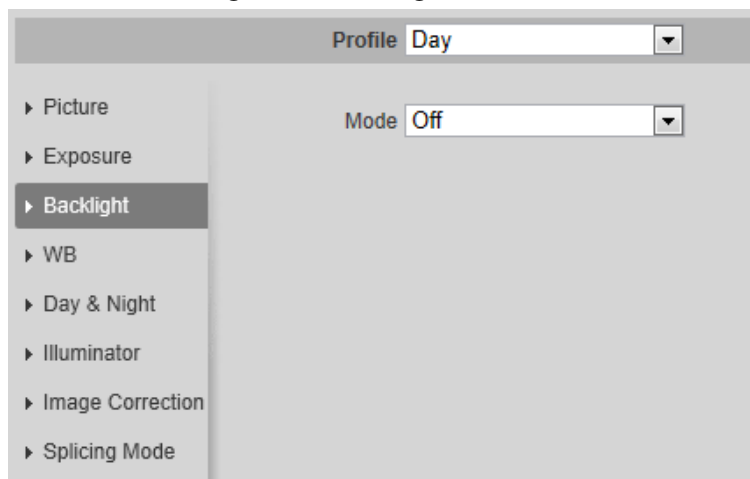 Profile Day
Picture
Mode Off
Exposure
Backlight
WB
Day & Night
Illuminator
Image Correction
Splicing Mode